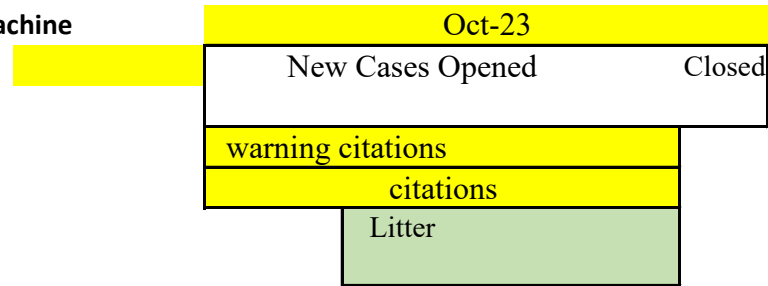 achine
Oct-23
New Cases Opened
Closed
warning citations
citations
Litter